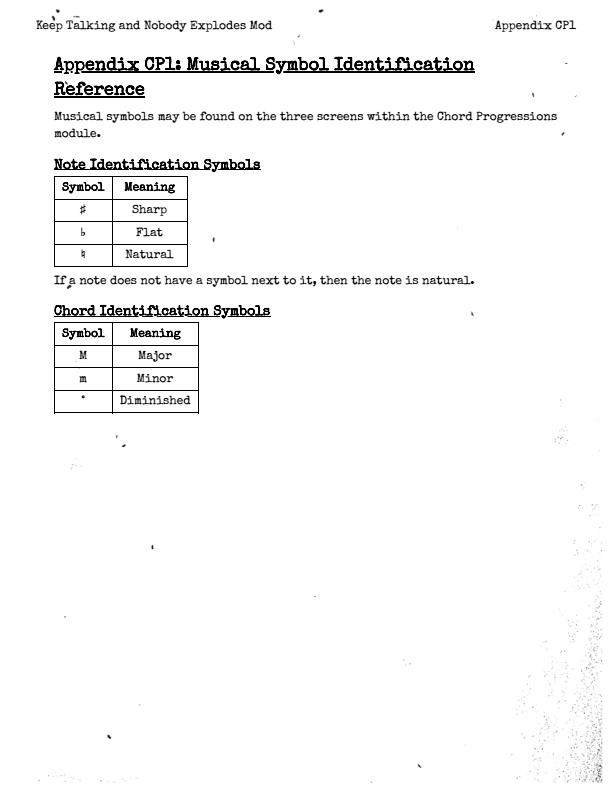 Keep Talking and Nobody Explodes Mod
Appendix CP1
Appendix CP1: Musical Symbol Identification
Reference
Musical symbols may be found on the three screens within the Chord Progressions
module.
Note Identification Symbols
Symbol Meaning
♯ Sharp
♭ Flat
♮ Natural
If a note does not have a symbol next to it, then the note is natural.
Chord Identification Symbols
Symbol Meaning
M Major
m Minor
° Diminished